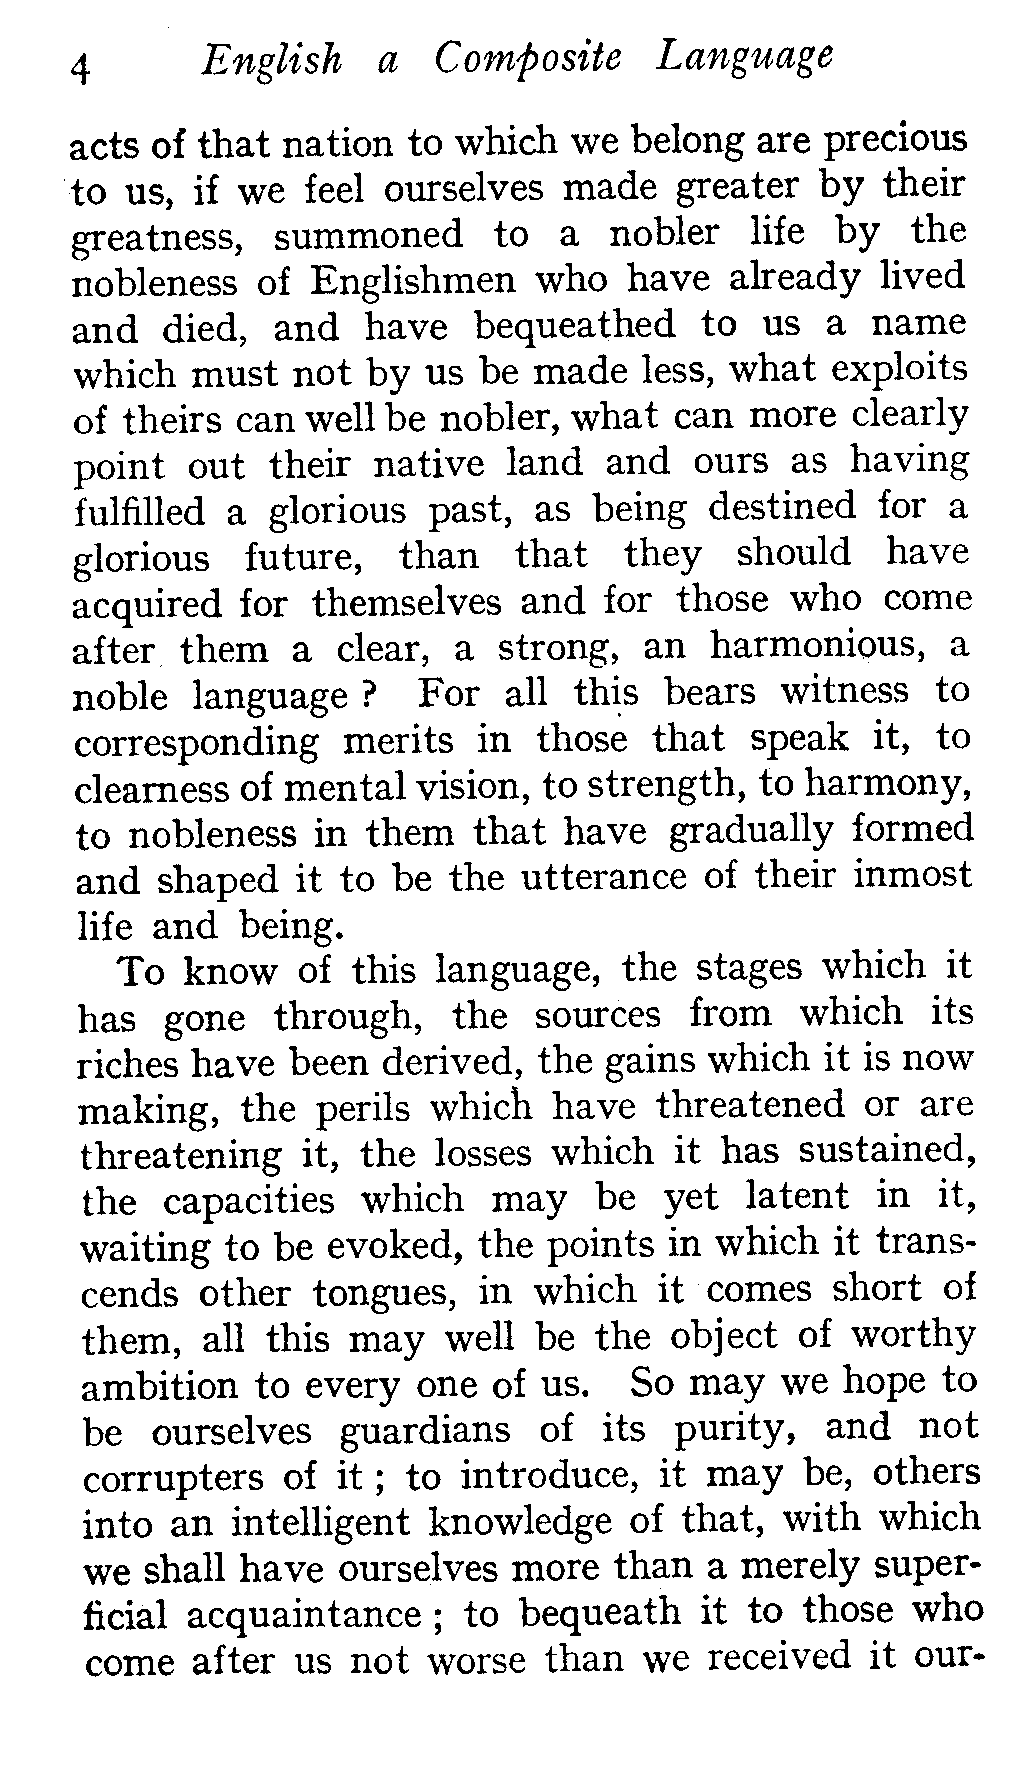 4 English a Composite Language
acts of that nation to which we belong are precious
to us, if we feel ourselves made greater by their
greatness, summoned to a nobler life by the
nobleness of Englishmen who have already lived
and died, and have bequeathed to us a name
which must not by us be made less, what exploits
of theirs can well be nobler, what can more clearly
point out their native land and ours as having
fulfilled a glorious past, as being destined for a
glorious future, than that they should have
acquired for themselves and for those who come
after them a clear, a strong, an harmonious, a
noble language ? For all this bears witness to
corresponding merits in those that speak it, to
clearness of mental vision, to strength, to harmony,
to nobleness in them that have gradually formed
and shaped it to be the utterance of their inmost
life and being.
To know of this language, the stages which it
has gone through, the sources from which its
riches have been derived, the gains which it is now
making, the perils which have threatened or are
threatening it, the losses which it has sustained,
the capacities which may be yet latent in it,
waiting to be evoked, the points in which it trans-
cends other tongues, in which it comes short of
them, all this may well be the object of worthy
ambition to every one of us. So may we hope to
be ourselves guardians of its purity, and not
corrupters of it ; to introduce, it may be, others
into an intelligent knowledge of that, with which
we shall have ourselves more than a merely super-
ficial acquaintance ; to bequeath it to those who
come after us not worse than we received it our-